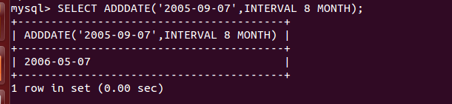 mysql> SELECT ADDDATE('2005-09-07',INTERVAL 8 MONTH);
+---------------------------------------+
| ADDDATE('2005-09-07',INTERVAL 8 MONTH) |
+---------------------------------------+
| 2006-05-07                             |
+---------------------------------------+
1 row in set (0.00 sec)